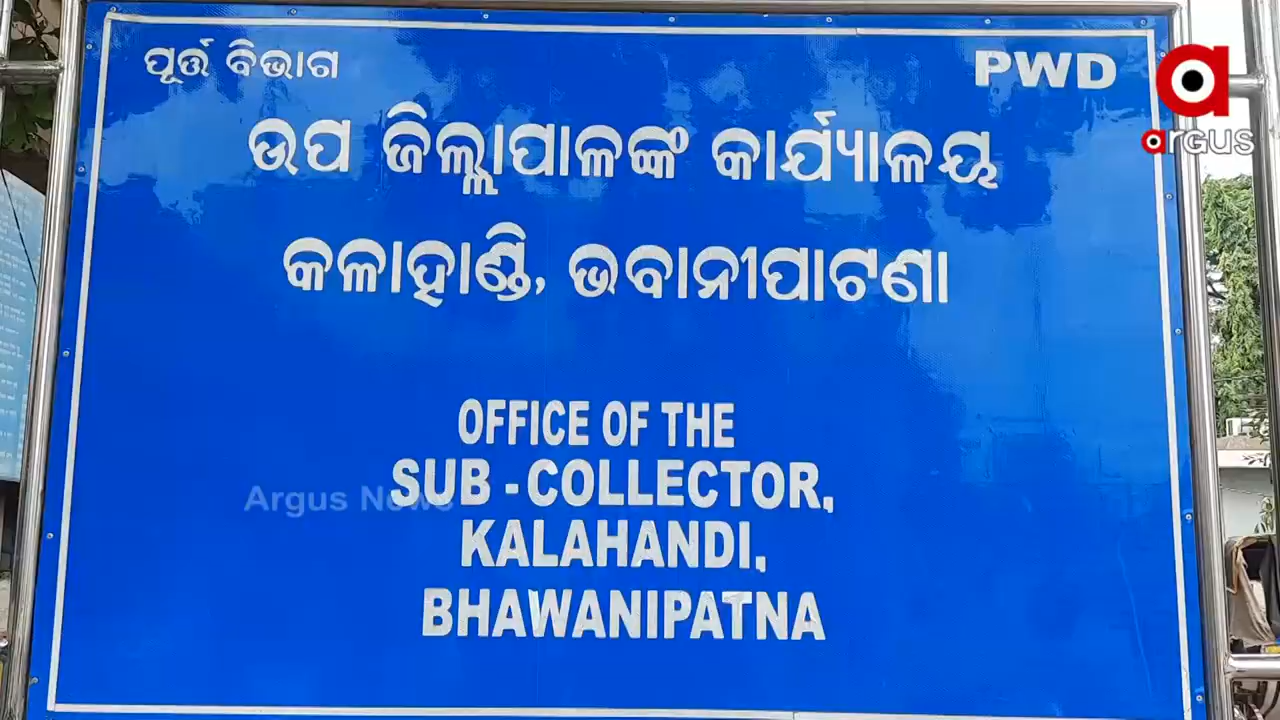 ପୂର୍ତ୍ତ ବିଭାଗ
PWD
argus
ଉପ ଜିଲ୍ଲାପାଳଙ୍କ କାର୍ଯ୍ୟାଳୟ
କଳାହାଣ୍ଡି, ଭବାନୀପାଟଣା
OFFICE OF THE
SUB -COLLECTOR,
Argus News
KALAHANDI,
BHAWANIPATNA